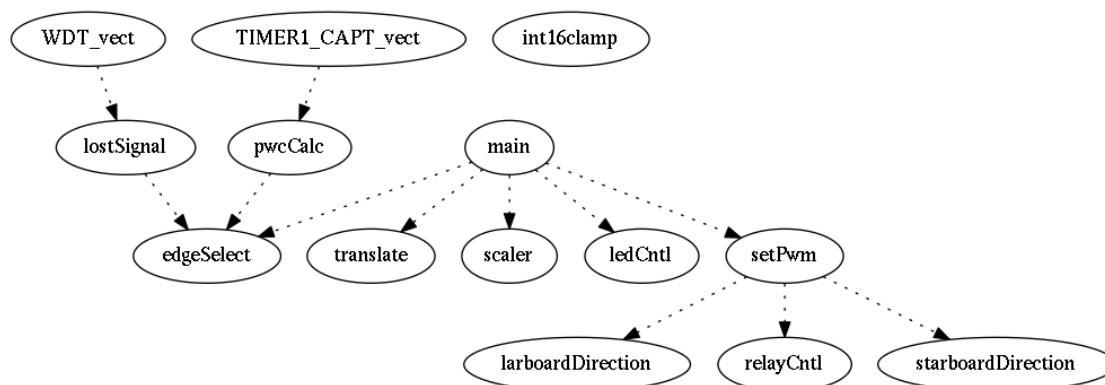 WDT_vect
TIMER1_CAPT_vect
int16clamp
lostSignal
pwcCalc
main
edgeSelect
translate
scaler
ledCntl
setPwm
larboardDirection
relayCntl
starboardDirection